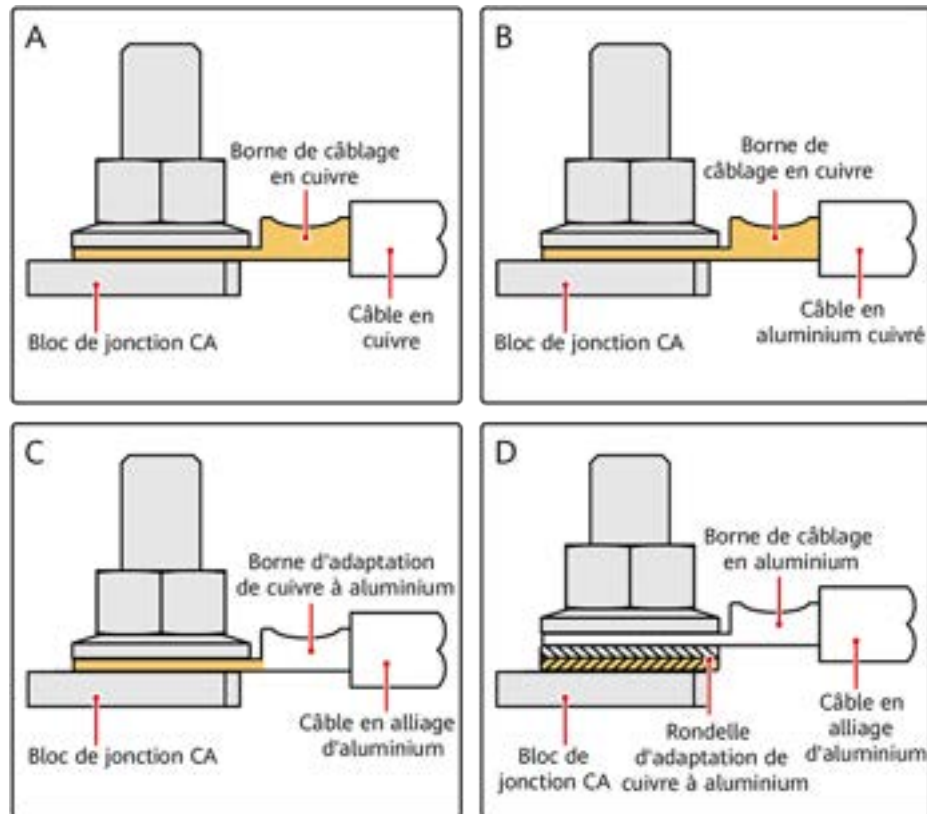 A
Borne de câblage
en cuivre
Câble en
cuivre
Bloc de jonction CA
B
Borne de
câblage en cuivre
Câble en
aluminium cuivré
Bloc de jonction CA
C
Borne d'adaptation
de cuivre à aluminium
Câble en alliage
d'aluminium
Bloc de jonction CA
D
Borne de câblage
en aluminium
Câble en
alliage
d'aluminium
Rondelle
d'adaptation de
cuivre à aluminium
Bloc de
jonction CA